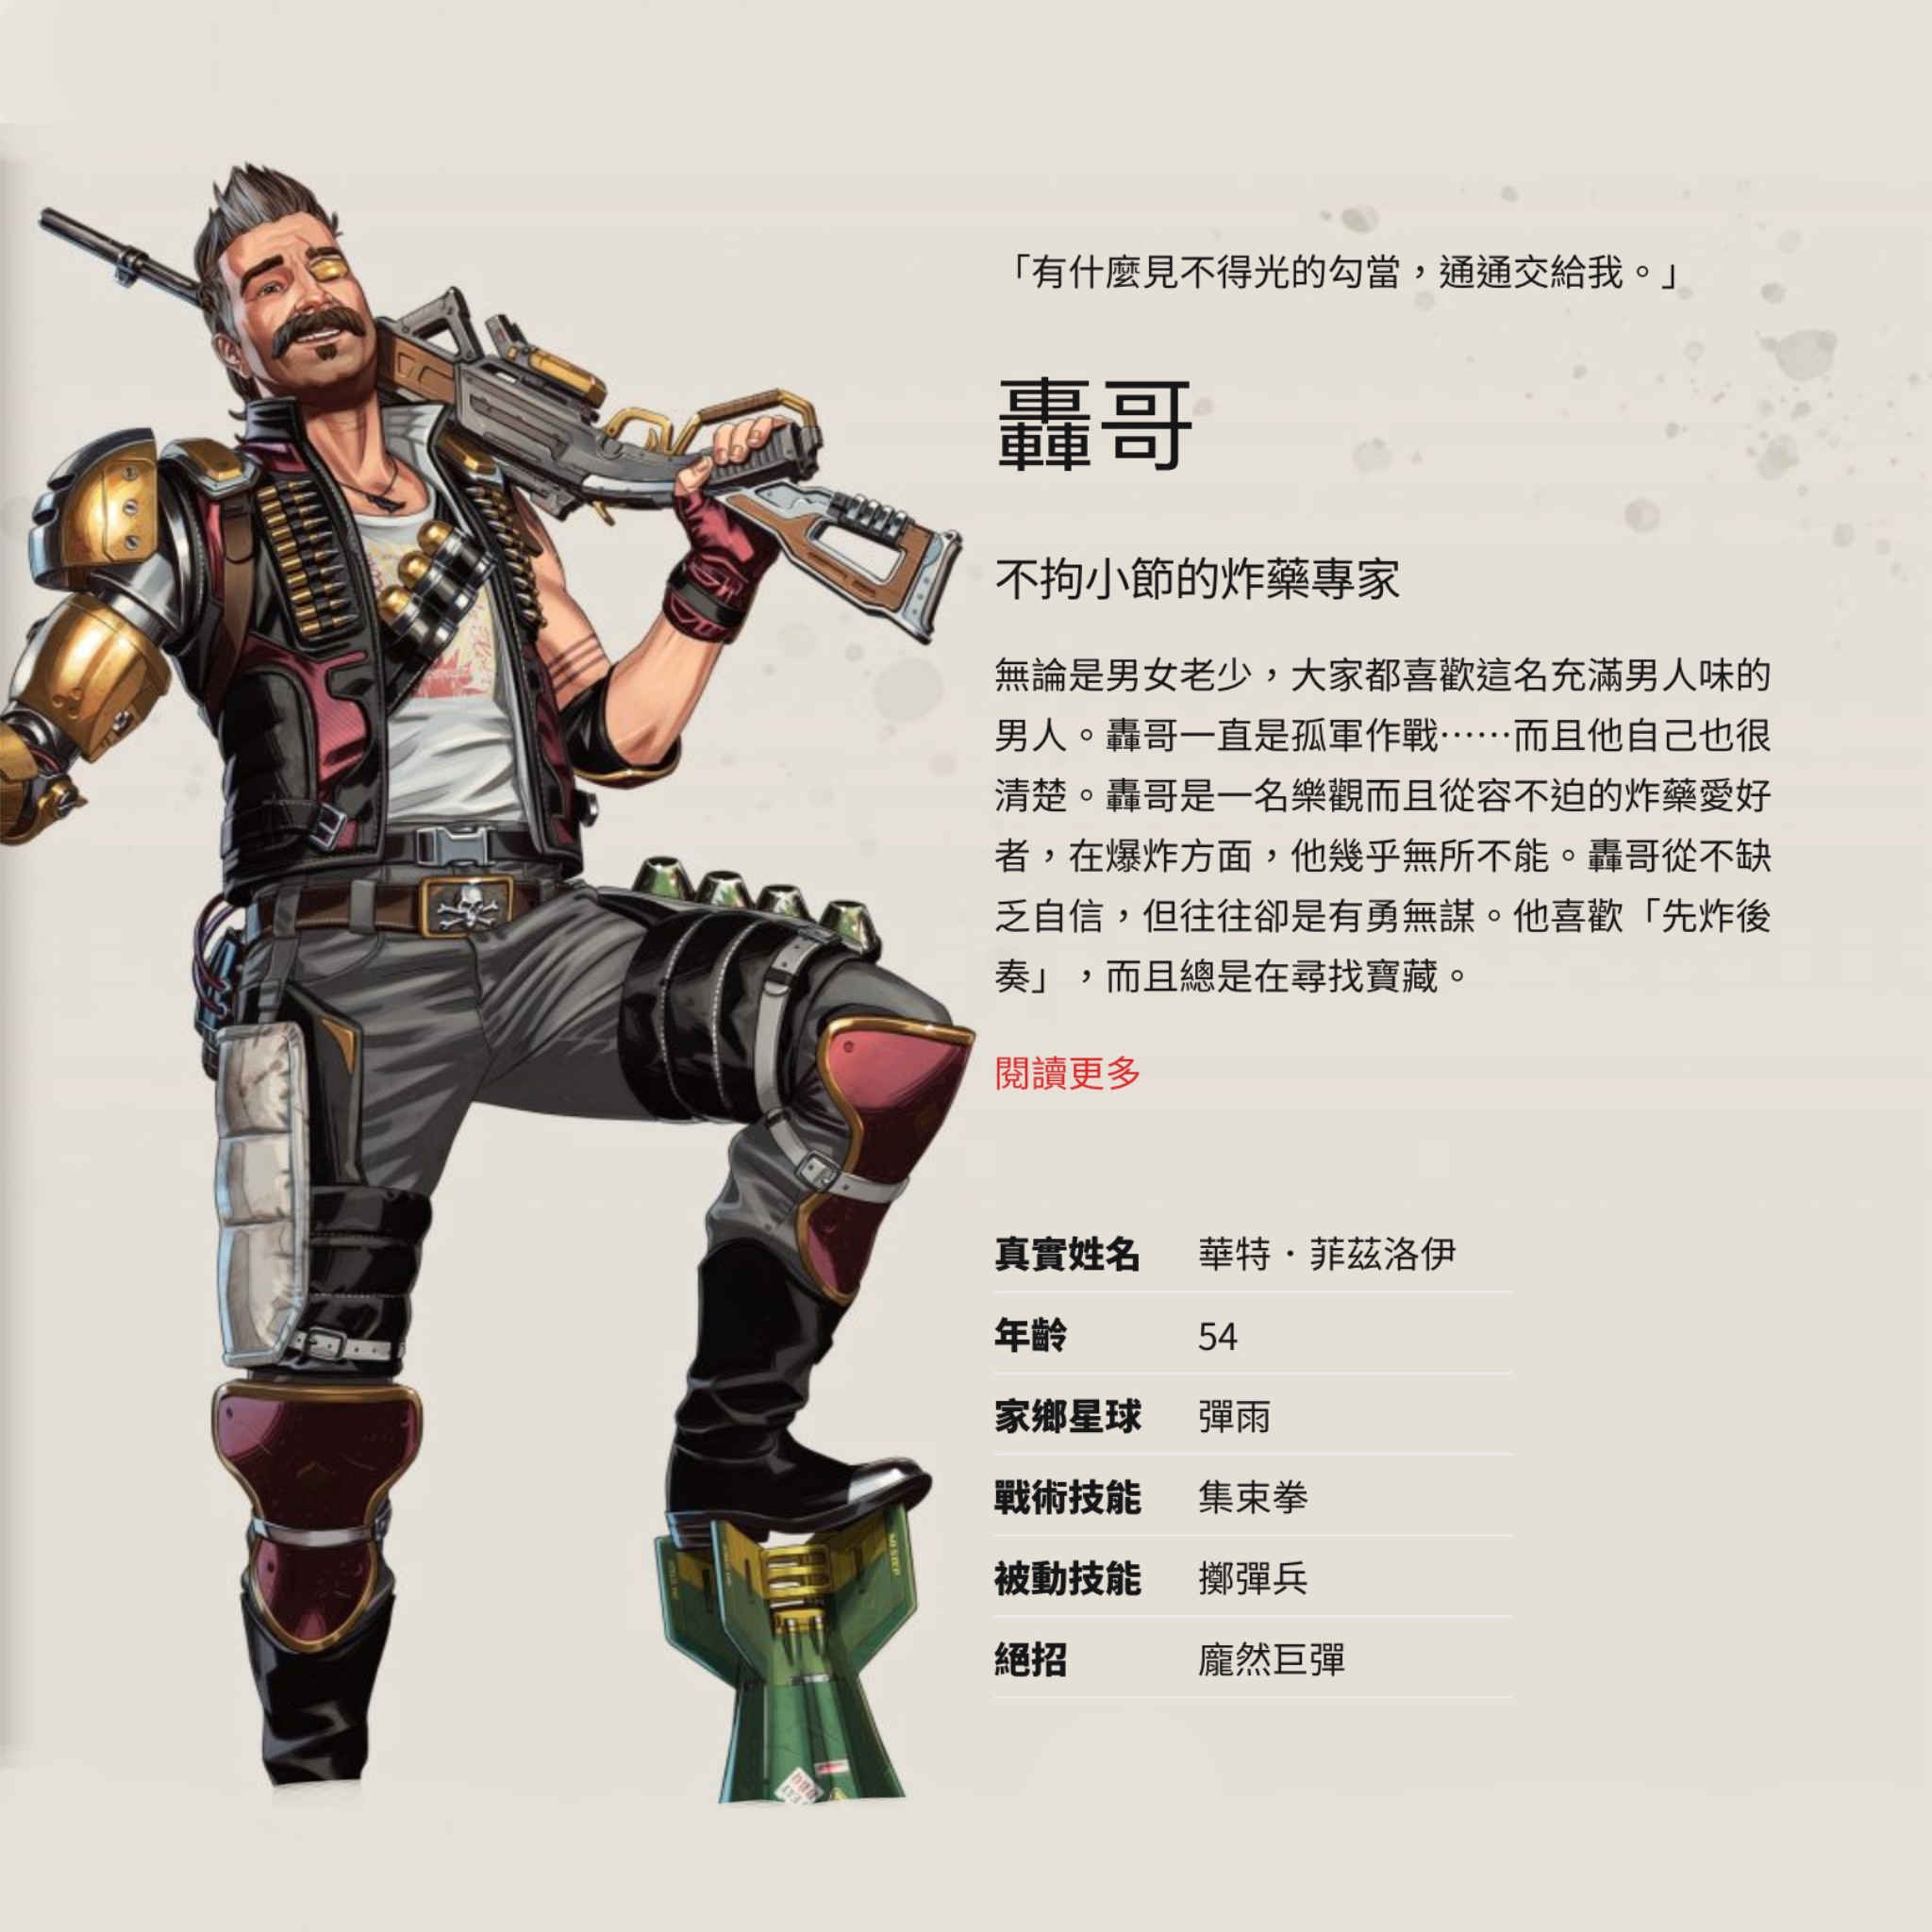 「有什麼見不得光的勾當，通通交給我。」
轟哥
不拘小節的炸藥專家
無論是男女老少，大家都喜歡這名充滿男人味的
男人。轟哥一直是孤軍作戰……而且他自己也很
清楚。轟哥是一名樂觀而且從容不迫的炸藥愛好
者，在爆炸方面，他幾乎無所不能。轟哥從不缺
乏自信，但往往卻是有勇無謀。他喜歡「先炸後
奏」，而且總是在尋找寶藏。
閱讀更多
真實姓名 華特．菲茲洛伊
年齡 54
家鄉星球 彈雨
戰術技能 集束拳
被動技能 擲彈兵
絕招 龐然巨彈